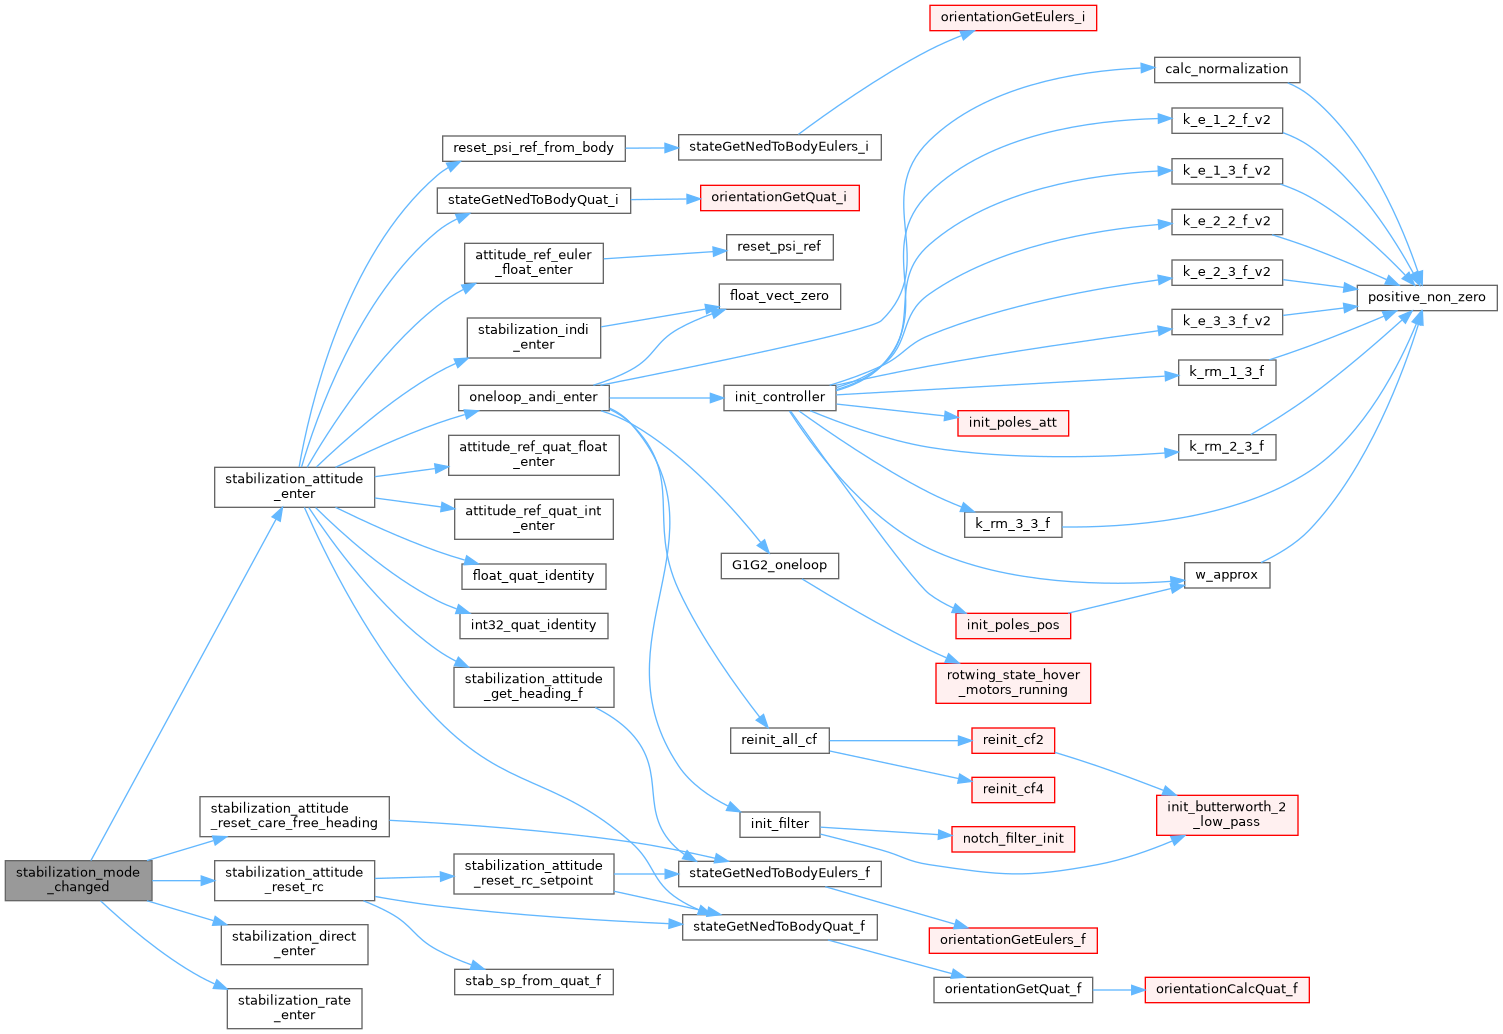 orientationGetEulers_i
calc_normalization
k_e_1_2_f_v2
reset_psi_ref_from_body
stateGetNedToBodyEulers_i
k_e_1_3_f_v2
stateGetNedToBodyQuat_i
orientationGetQuat_i
k_e_2_2_f_v2
attitude_ref_euler
_float_enter
reset_psi_ref
k_e_2_3_f_v2
float_vect_zero
positive_non_zero
stabilization_indi
_enter
k_e_3_3_f_v2
k_rm_1_3_f
oneloop_andi_enter
init_controller
init_poles_att
attitude_ref_quat_float
_enter
k_rm_2_3_f
stabilization_attitude
_enter
attitude_ref_quat_int
_enter
k_rm_3_3_f
G1G2_oneloop
float_quat_identity
w_approx
int32_quat_identity
init_poles_pos
stabilization_attitude
_get_heading_f
rotwing_state_hover
_motors_running
reinit_all_cf
reinit_cf2
reinit_cf4
stabilization_attitude
_reset_care_free_heading
init_filter
init_butterworth_2
_low_pass
notch_filter_init
stabilization_mode
_changed
stabilization_attitude
_reset_rc
stabilization_attitude
_reset_rc_setpoint
stateGetNedToBodyEulers_f
stateGetNedToBodyQuat_f
stabilization_direct
_enter
orientationGetEulers_f
stab_sp_from_quat_f
orientationGetQuat_f
orientationCalcQuat_f
stabilization_rate
_enter